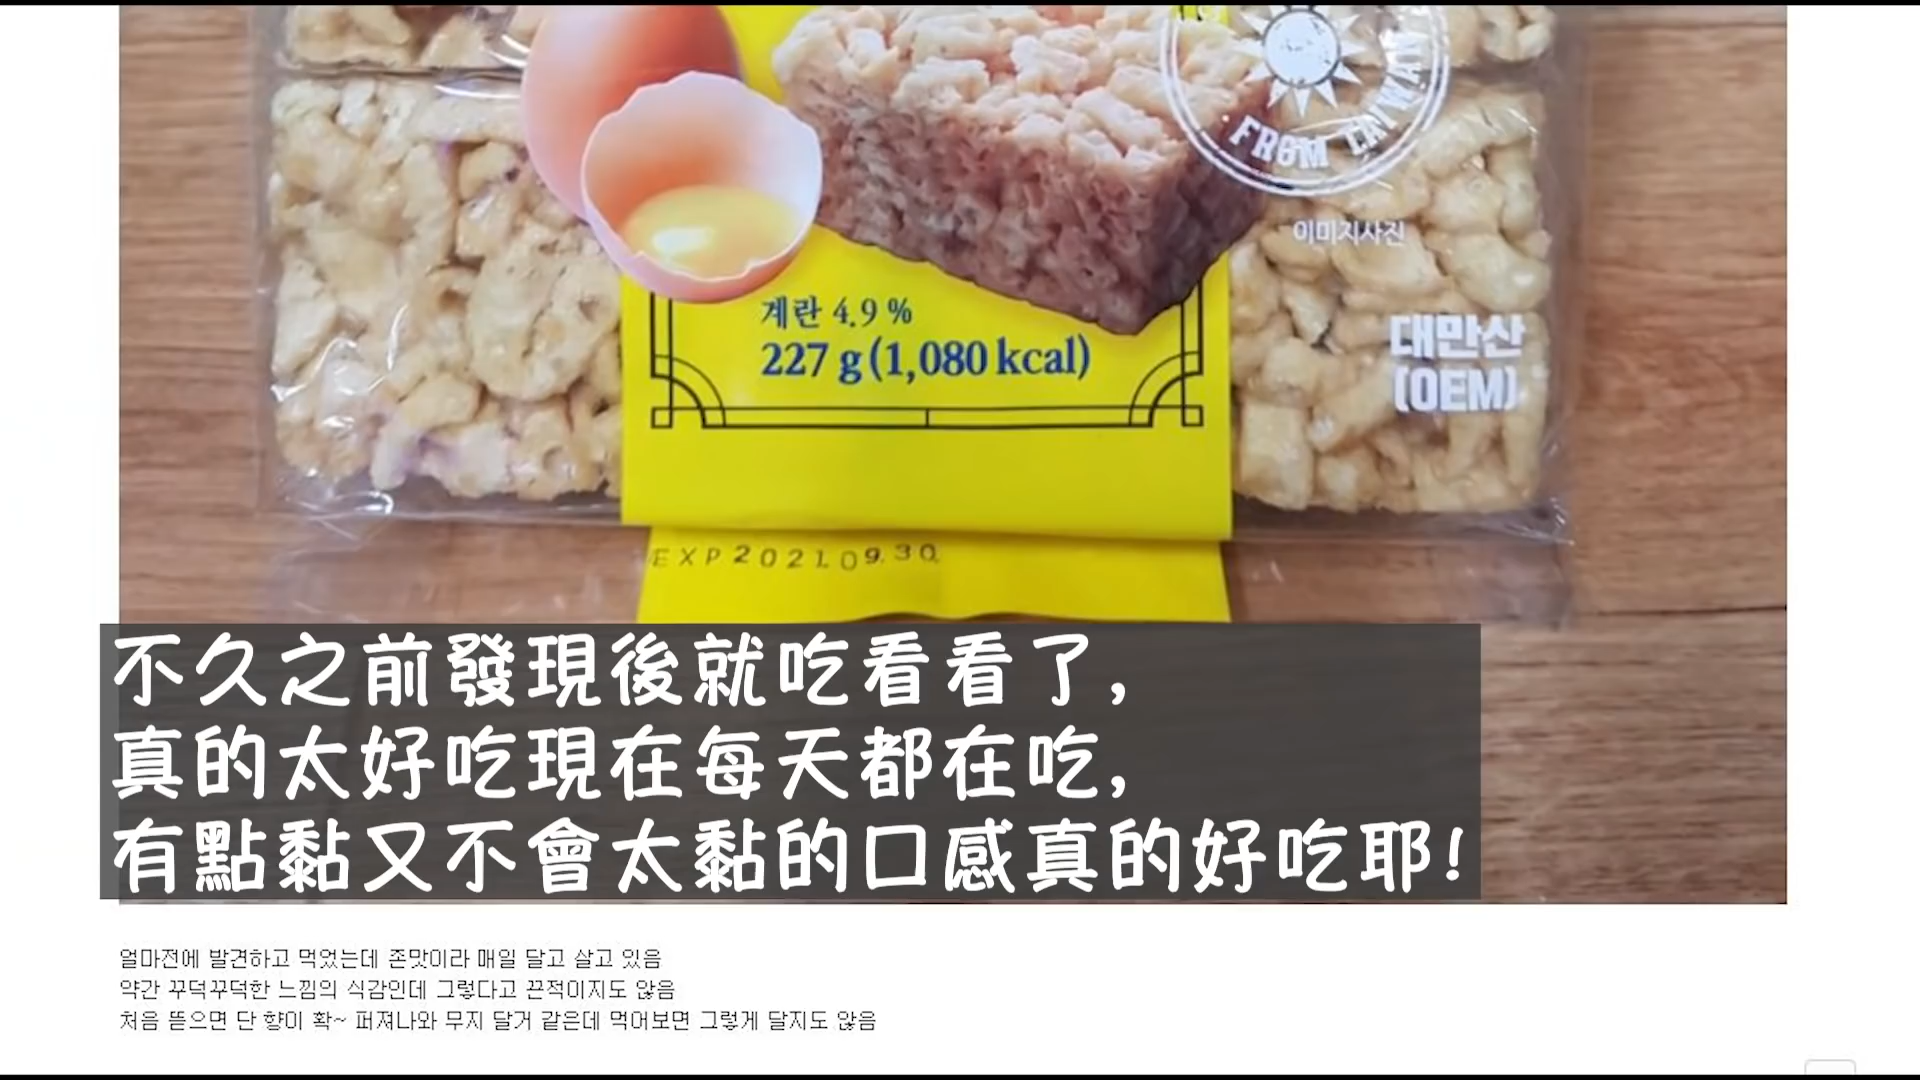 FROM TAIWAN
이미지사진
계란 4.9%
227 g(1,080 kcal)
대만산
(OEM)
EXP 2021.09.30.
不久之前發現後就吃看看了,
真的太好吃現在每天都在吃,
有點黏又不會太黏的口感真的好吃耶!
얼마전에 발견하고 먹었는데 존맛이라 매일 달고 살고 있음
약간 꾸덕꾸덕한 느낌의 식감인데 그렇다고 끈적이지도 않음
처음 뜯으면 단 향이 확~ 퍼져나와 무지 달거 같은데 먹어보면 그렇게 달지도 않음